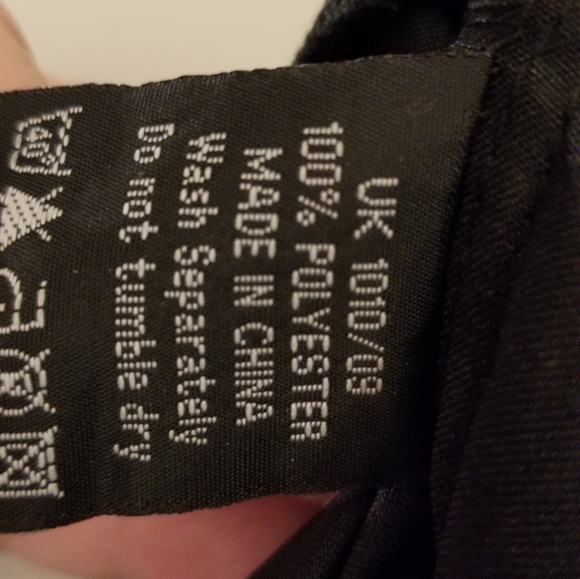 UK 1010/09
100% POLYESTER
MADE IN CHINA
Wash Separately
Do not tumble dry